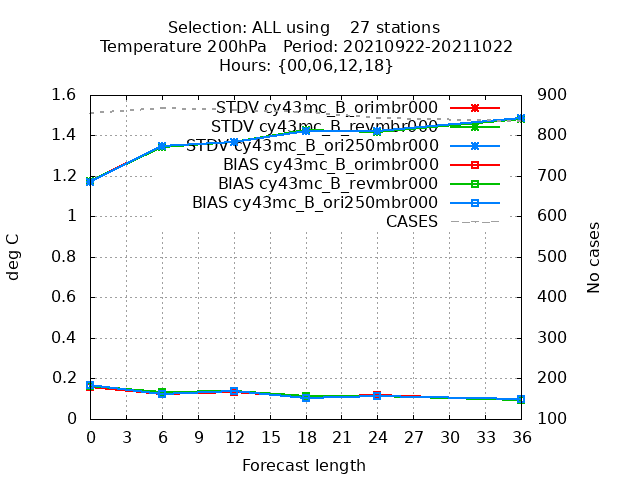 Selection: ALL using    27 stations
Temperature 200hPa   Period: 20210922-20211022
Hours: {00,06,12,18}
1.6
1.4
1.2
1
0.8
0.6
0.4
0.2
0
deg C
STDV cy43mc_B_orimbr000
STDV cy43mc_B_revmbr000
STDV cy43mc_B_ori250mbr000
BIAS cy43mc_B_orimbr000
BIAS cy43mc_B_revmbr000
BIAS cy43mc_B_ori250mbr000
CASES
900
800
700
600
500
400
300
200
100
No cases
0 3 6 9 12 15 18 21 24 27 30 33 36
Forecast length